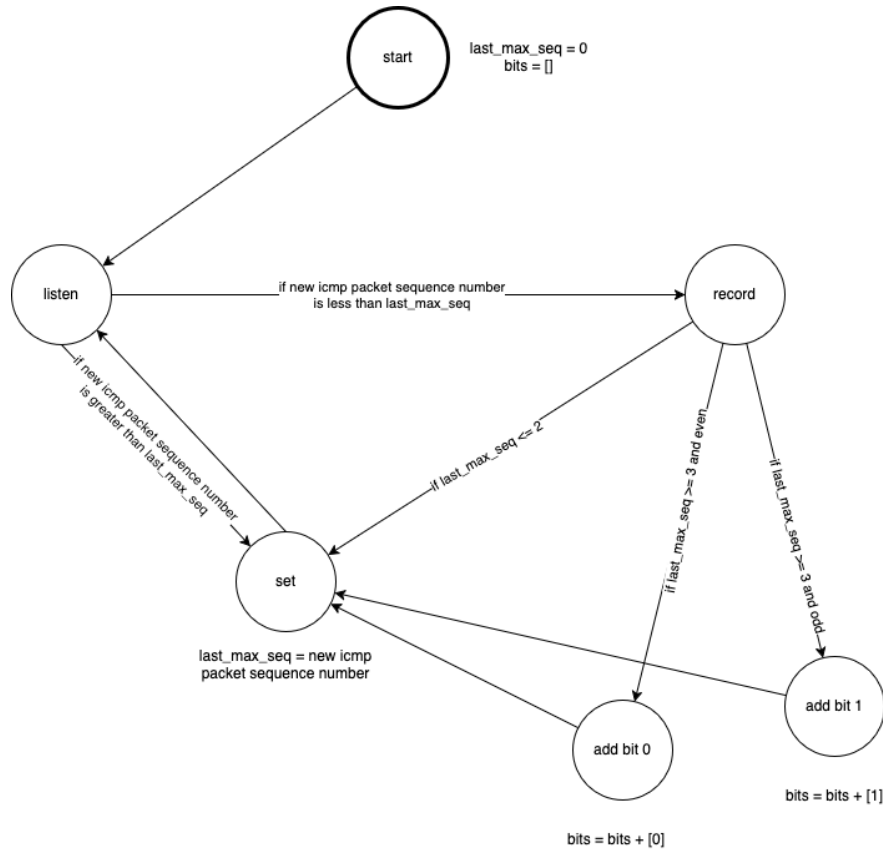 start
last_max_seq = 0
bits = []
listen
if new icmp packet sequence number
is less than last_max_seq
record
if new icmp packet sequence number
is greater than last_max_seq
if last_max_seq <= 2
if last_max_seq >= 3 and even
if last_max_seq >= 3 and odd
set
last_max_seq = new icmp
packet sequence number
add bit 1
add bit 0
bits = bits + [1]
bits = bits + [0]